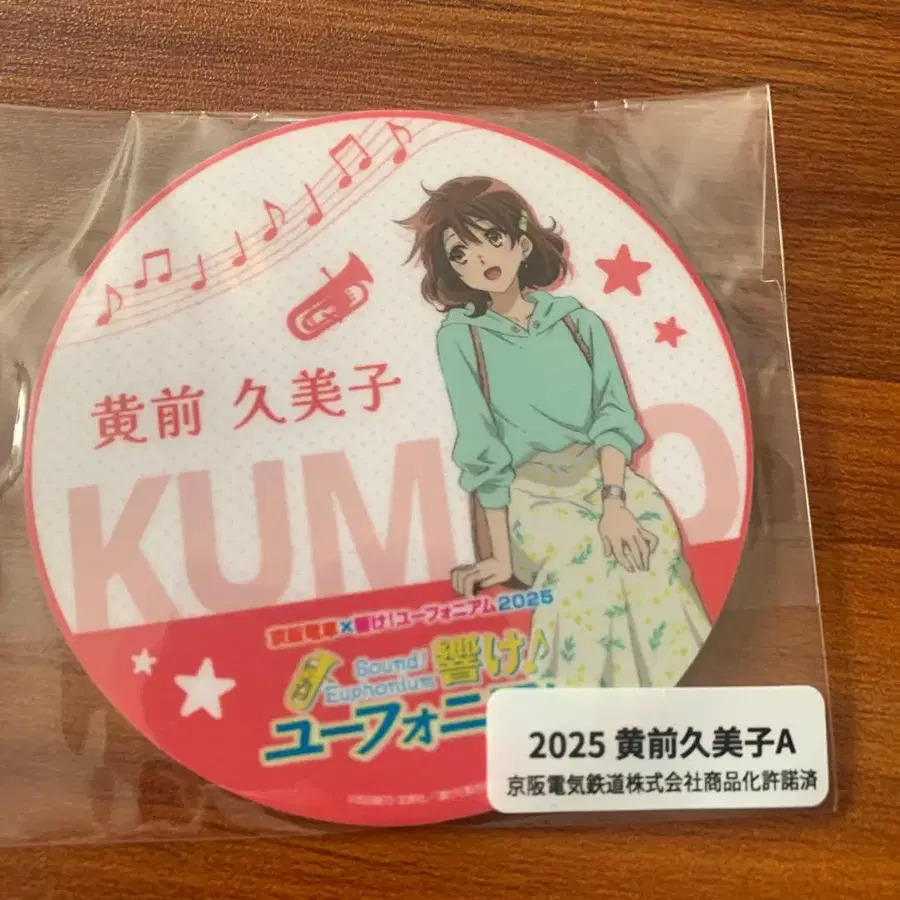 黄前 久美子
KUM O
京阪電車×響け!ユーフォニアム2025
Sound!
Euphonium
響け♪
ユーフォニ
2025 黄前久美子A
京阪電気鉄道株式会社商品化許諾済